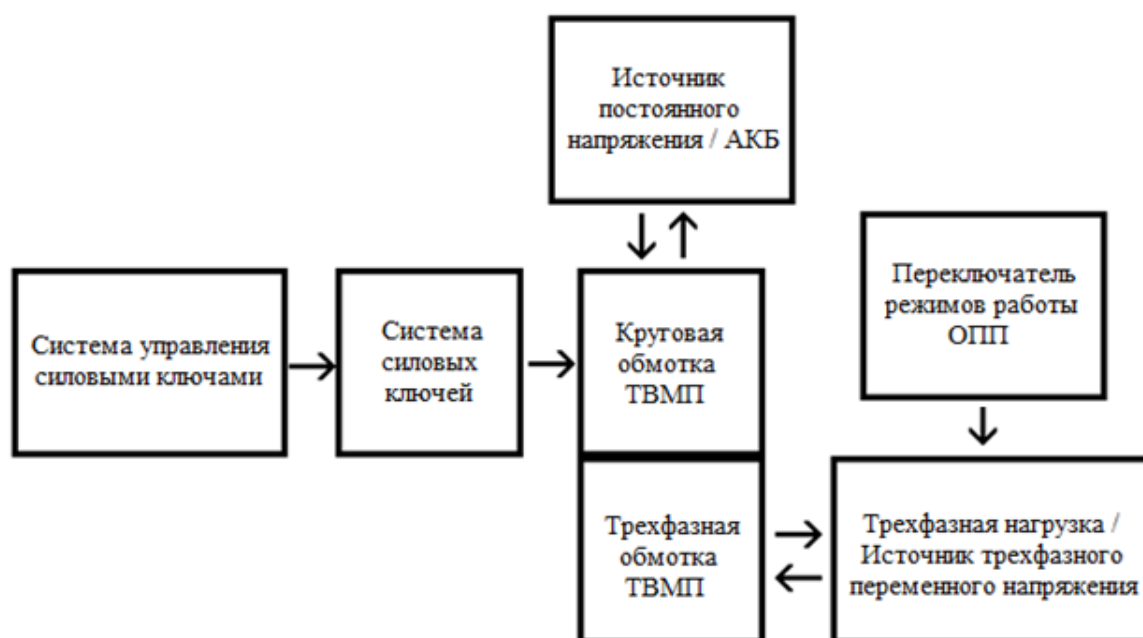 Источник
постоянного
напряжения / АКБ
Переключатель
режимов работы
ОПП
Система управления
силовыми ключами
Система
силовых
ключей
Круговая
обмотка
ТВМП
Трехфазная
обмотка
ТВМП
Трехфазная нагрузка /
Источник трехфазного
переменного напряжения